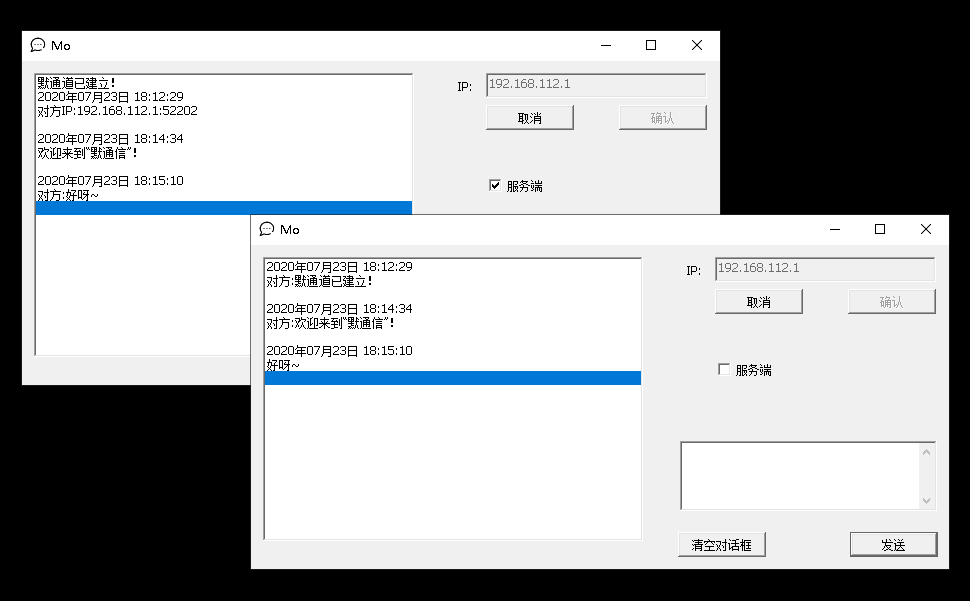 Mo
默通道已建立!
2020年07月23日 18:12:29
对方IP:192.168.112.1:52202
2020年07月23日 18:14:34
欢迎来到“默通信”!
2020年07月23日 18:15:10
对方:好呀~
IP:
192.168.112.1
取消
确认
服务端
Mo
2020年07月23日 18:12:29
对方:默通道已建立!
2020年07月23日 18:14:34
对方:欢迎来到“默通信”!
2020年07月23日 18:15:10
好呀~
IP:
192.168.112.1
取消
确认
服务端
清空对话框
发送